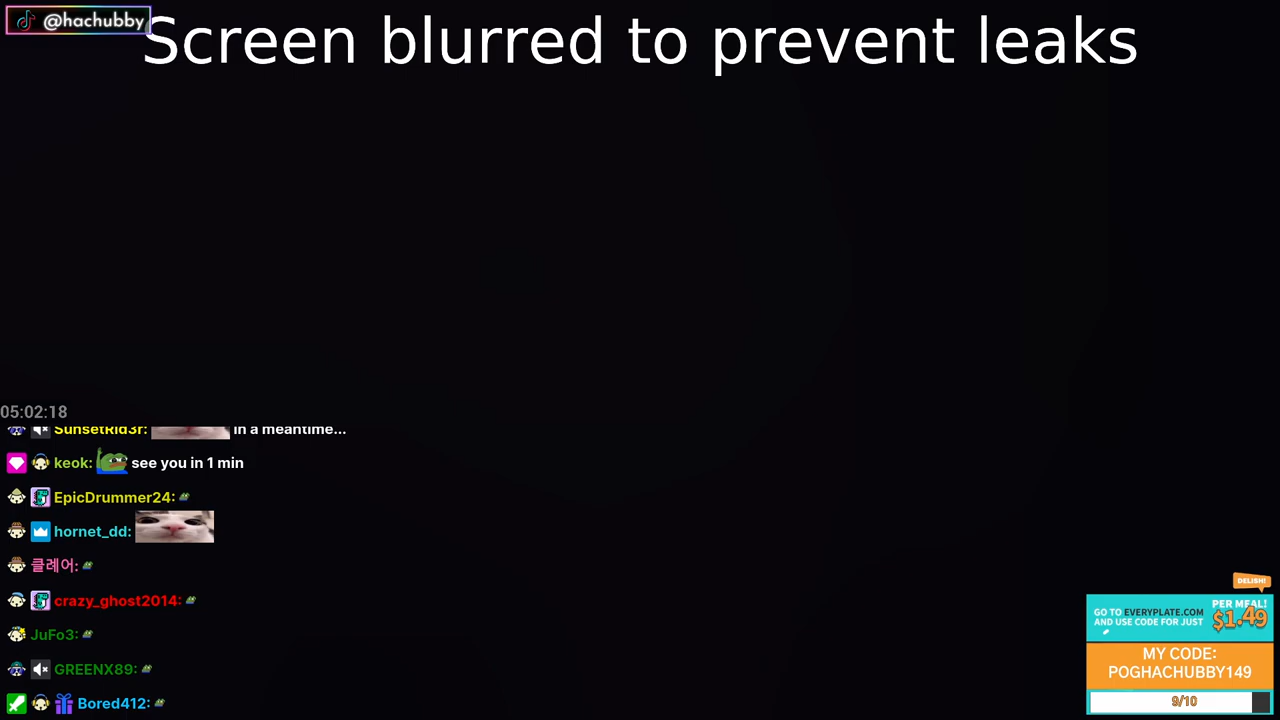 @hachubby
Screen blurred to prevent leaks
05:02:18
SunsetRid3r: in a meantime...
keok: see you in 1 min
EpicDrummer24:
hornet_dd:
클레어:
crazy_ghost2014:
JuFo3:
GREENX89:
Bored412:
DELISH!
GO TO EVERYPLATE.COM
AND USE CODE FOR JUST
PER MEAL!
$1.49
MY CODE:
POGHACHUBBY149
9/10